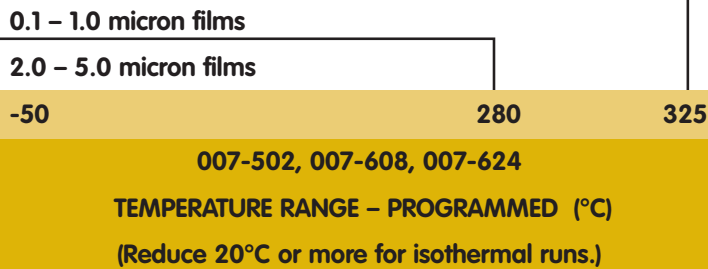 0.1 – 1.0 micron films
2.0 – 5.0 micron films
-50 280 325
007-502, 007-608, 007-624
TEMPERATURE RANGE – PROGRAMMED (°C)
(Reduce 20°C or more for isothermal runs.)